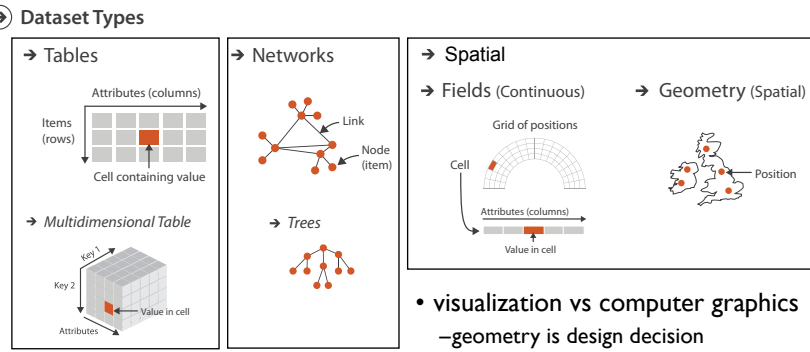 → Dataset Types
→ Tables
Attributes (columns)
Items
(rows)
Cell containing value
→ Multidimensional Table
Key 1
Key 2
Value in cell
Attributes
→ Networks
Link
Node
(item)
→ Trees
→ Spatial
→ Fields (Continuous)
Grid of positions
Cell
Attributes (columns)
Value in cell
→ Geometry (Spatial)
Position
• visualization vs computer graphics
–geometry is design decision